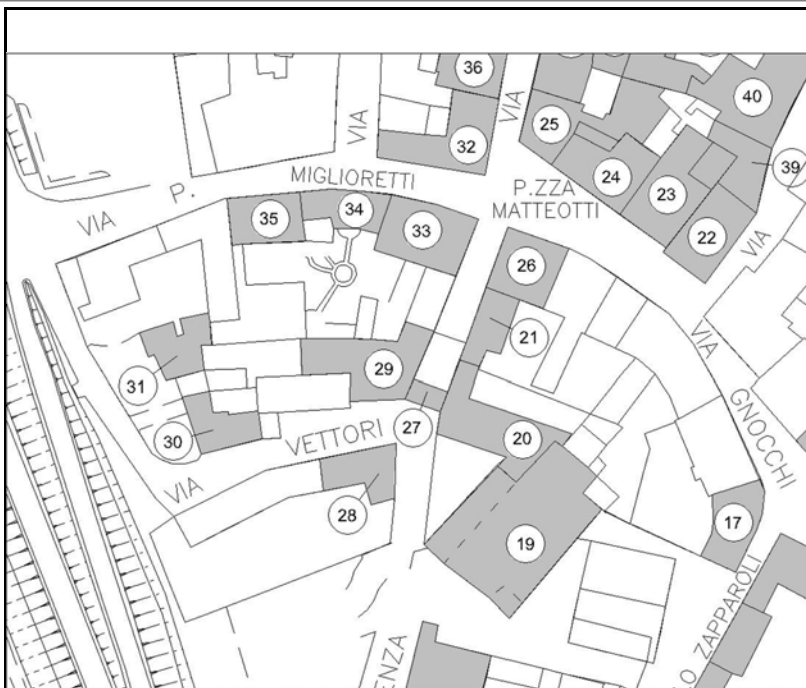 36
40
VIA
VIA
25
32
39
MIGLIORETTI
24
P.
P.ZZA
23
MATTEOTTI
35
34
VIA
33
22
VIA
26
VIA
21
31
29
GNOCCHI
27
30
VETTORI
20
VIA
28
17
19
ENZA
LO ZAPPAROLI